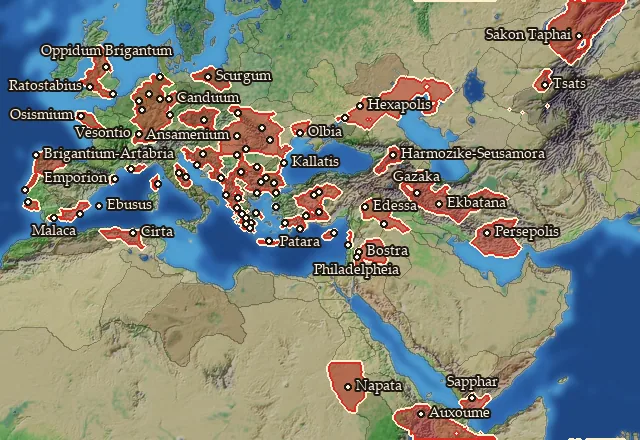 Sakon Taphai
Oppidum Brigantum
Scurgum
Tsats
Ratostabius
Canduum
Hexapolis
Osismium
Vesontio
Ansamenium
Olbia
Brigantium-Artabria
Kallatis
Harmozike-Seusamora
Emporion
Gazaka
Ebusus
Edessa
Ekbatana
Malaca
Cirta
Patara
Bostra
Persepolis
Philadelpheia
Napata
Sapphar
Auxoume